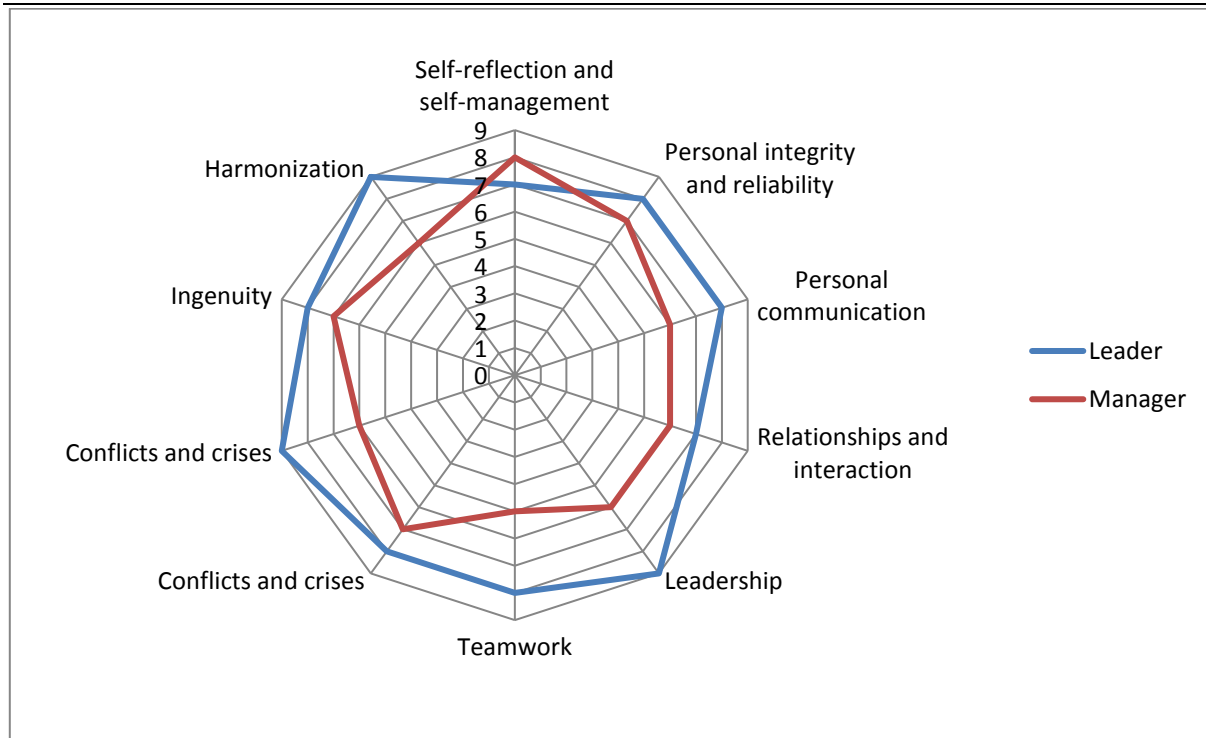 Self-reflection and
self-management
9
8
7
6
5
4
3
2
1
0
Personal integrity
and reliability
Personal
communication
Relationships and
interaction
Leadership
Teamwork
Conflicts and crises
Conflicts and crises
Ingenuity
Harmonization
Leader
Manager